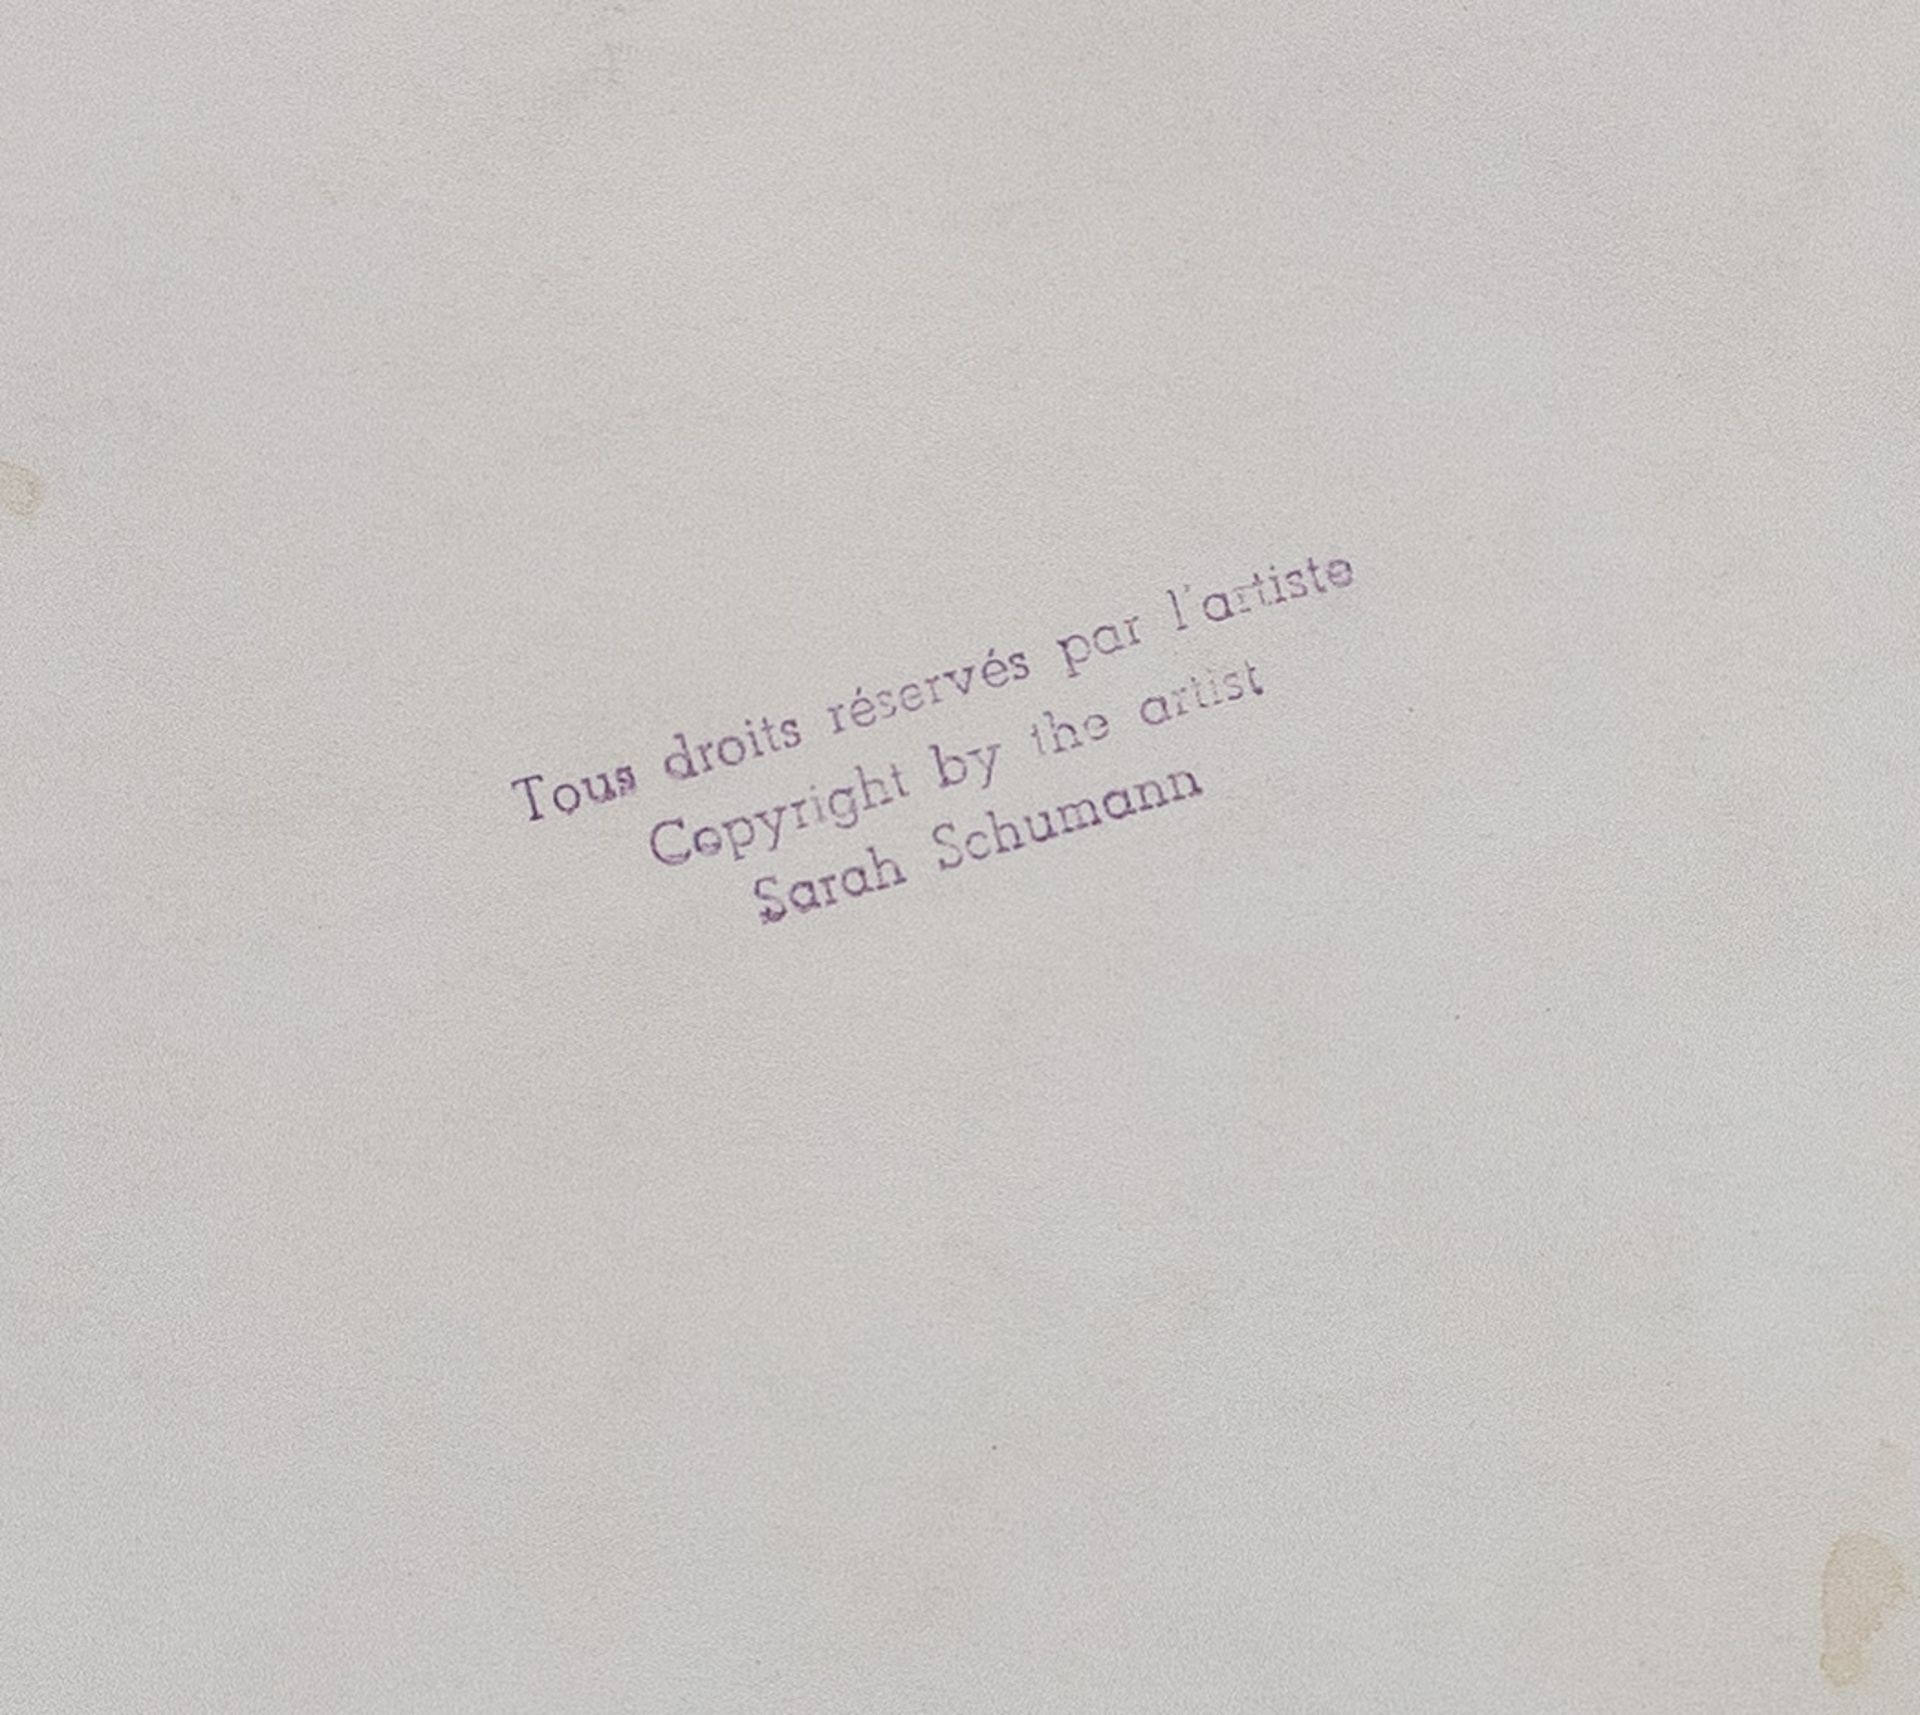 Tous droits réservés par l'artiste
Copyright by the artist
Sarah Schumann